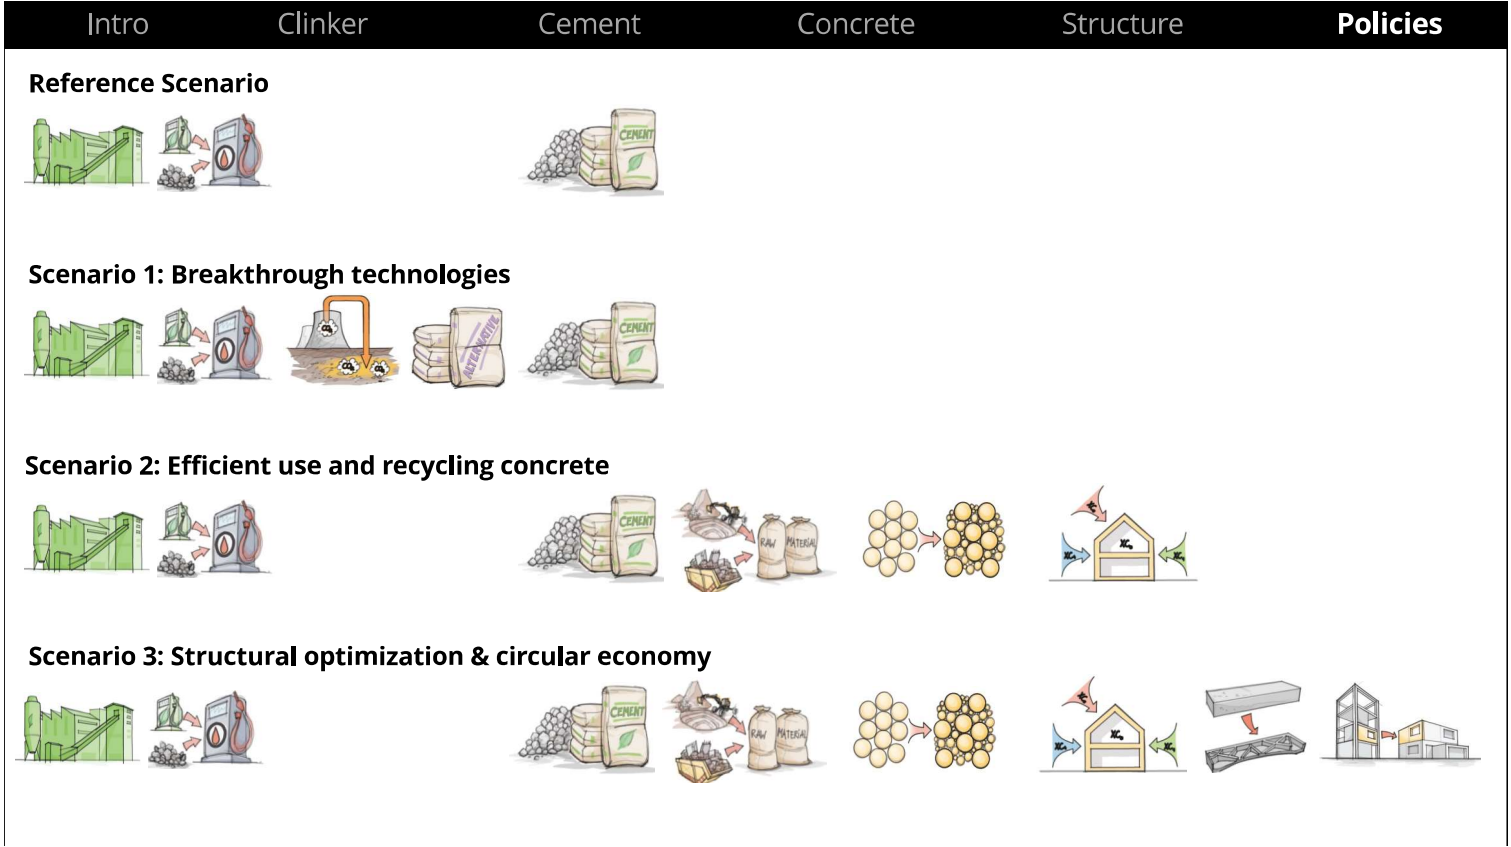 Intro Clinker Cement Concrete Structure Policies
Reference Scenario
CEMENT
Scenario 1: Breakthrough technologies
ALTERNATIVE
CEMENT
Scenario 2: Efficient use and recycling concrete
CEMENT
RAW MATERIAL
Scenario 3: Structural optimization & circular economy
CEMENT
RAW MATERIAL